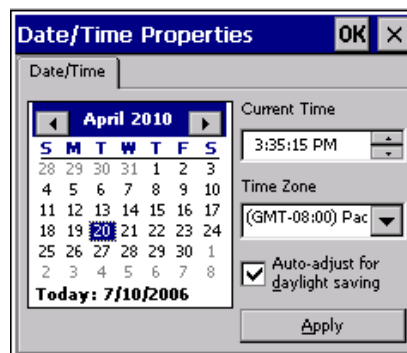 Date/Time Properties OK ×
Date/Time
April 2010
S M T W T F S
28 29 30 31 1 2 3
4 5 6 7 8 9 10
11 12 13 14 15 16 17
18 19 20 21 22 23 24
25 26 27 28 29 30 1
2 3 4 5 6 7 8
Today: 7/10/2006
Current Time
3:35:15 PM
Time Zone
(GMT-08:00) Pac
Auto-adjust for
daylight saving
Apply